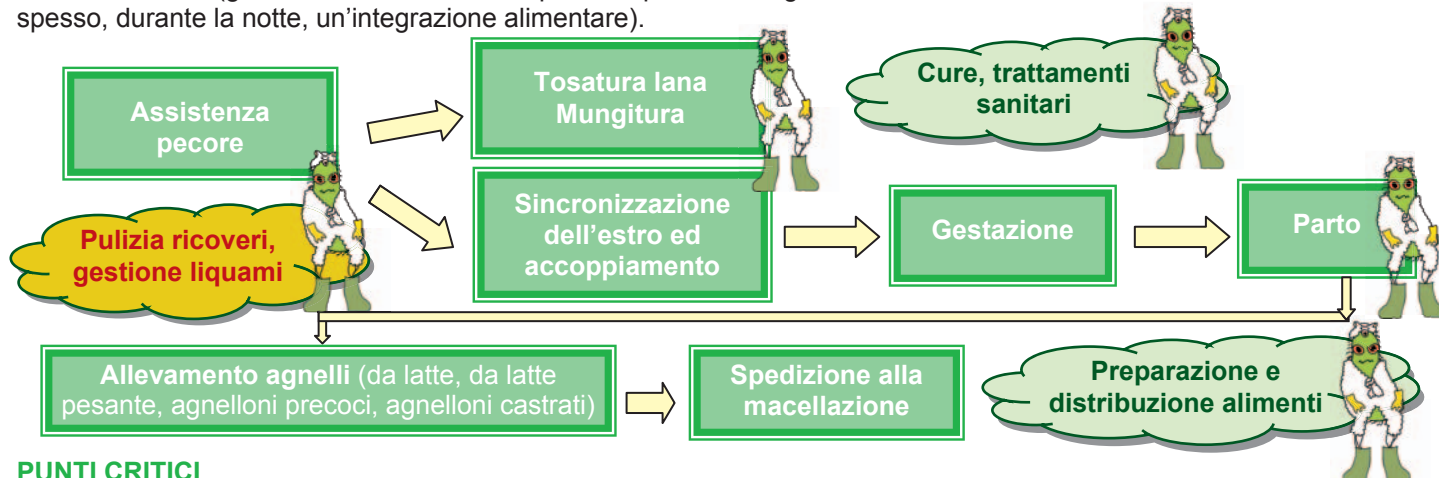 spesso, durante la notte, un'integrazione alimentare).
Assistenza
pecore
Tosatura lana
Mungitura
Cure, trattamenti
sanitari
Pulizia ricoveri,
gestione liquami
Sincronizzazione
dell'estro ed
accoppiamento
Gestazione
Parto
Allevamento agnelli (da latte, da latte
pesante, agnelloni precoci, agnelloni castrati)
Spedizione alla
macellazione
Preparazione e
distribuzione alimenti
PUNTI CRITICI